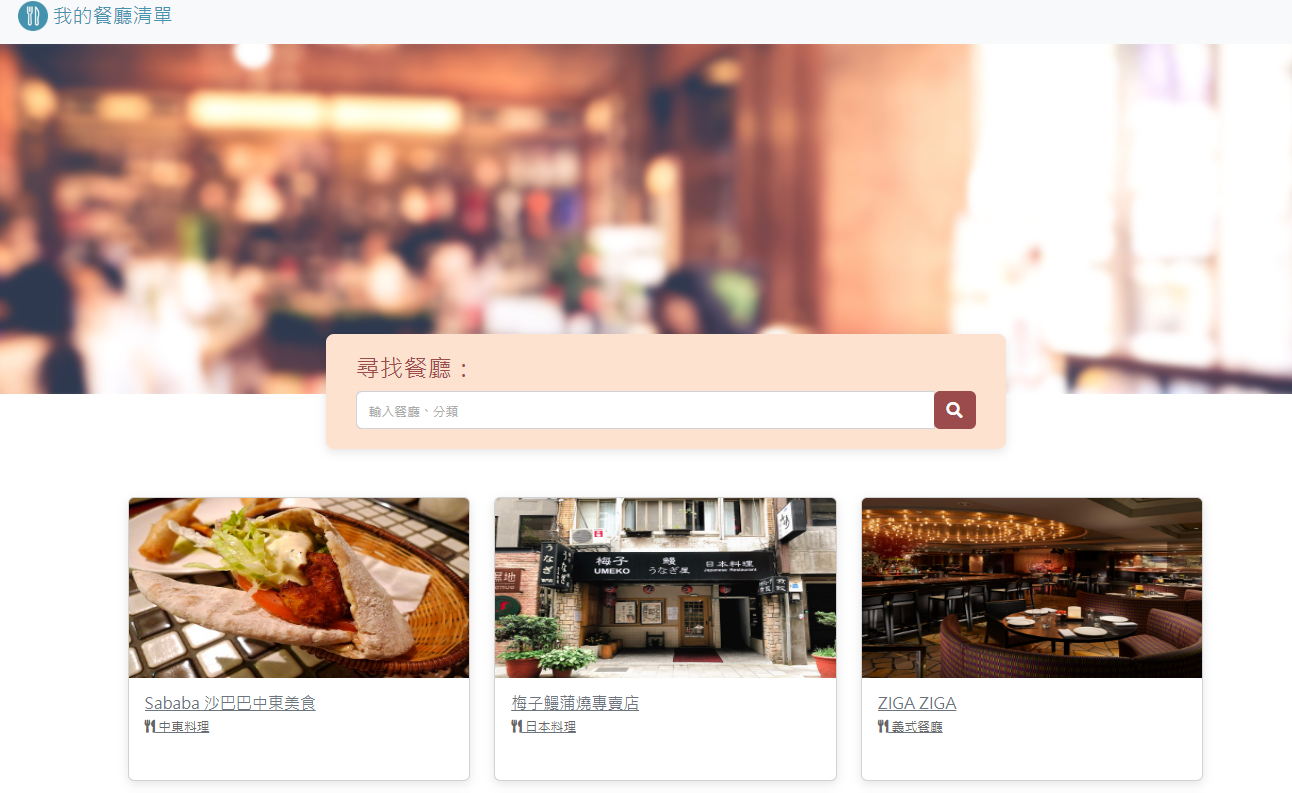 我的餐廳清單
尋找餐廳：
輸入餐廳、分類
うなぎ
梅子 鰻 日本料理
UMEKO うなぎ屋 Japanese Restaurant
Sababa 沙巴巴中東美食
中東料理
梅子鰻蒲燒專賣店
日本料理
ZIGA ZIGA
義式餐廳